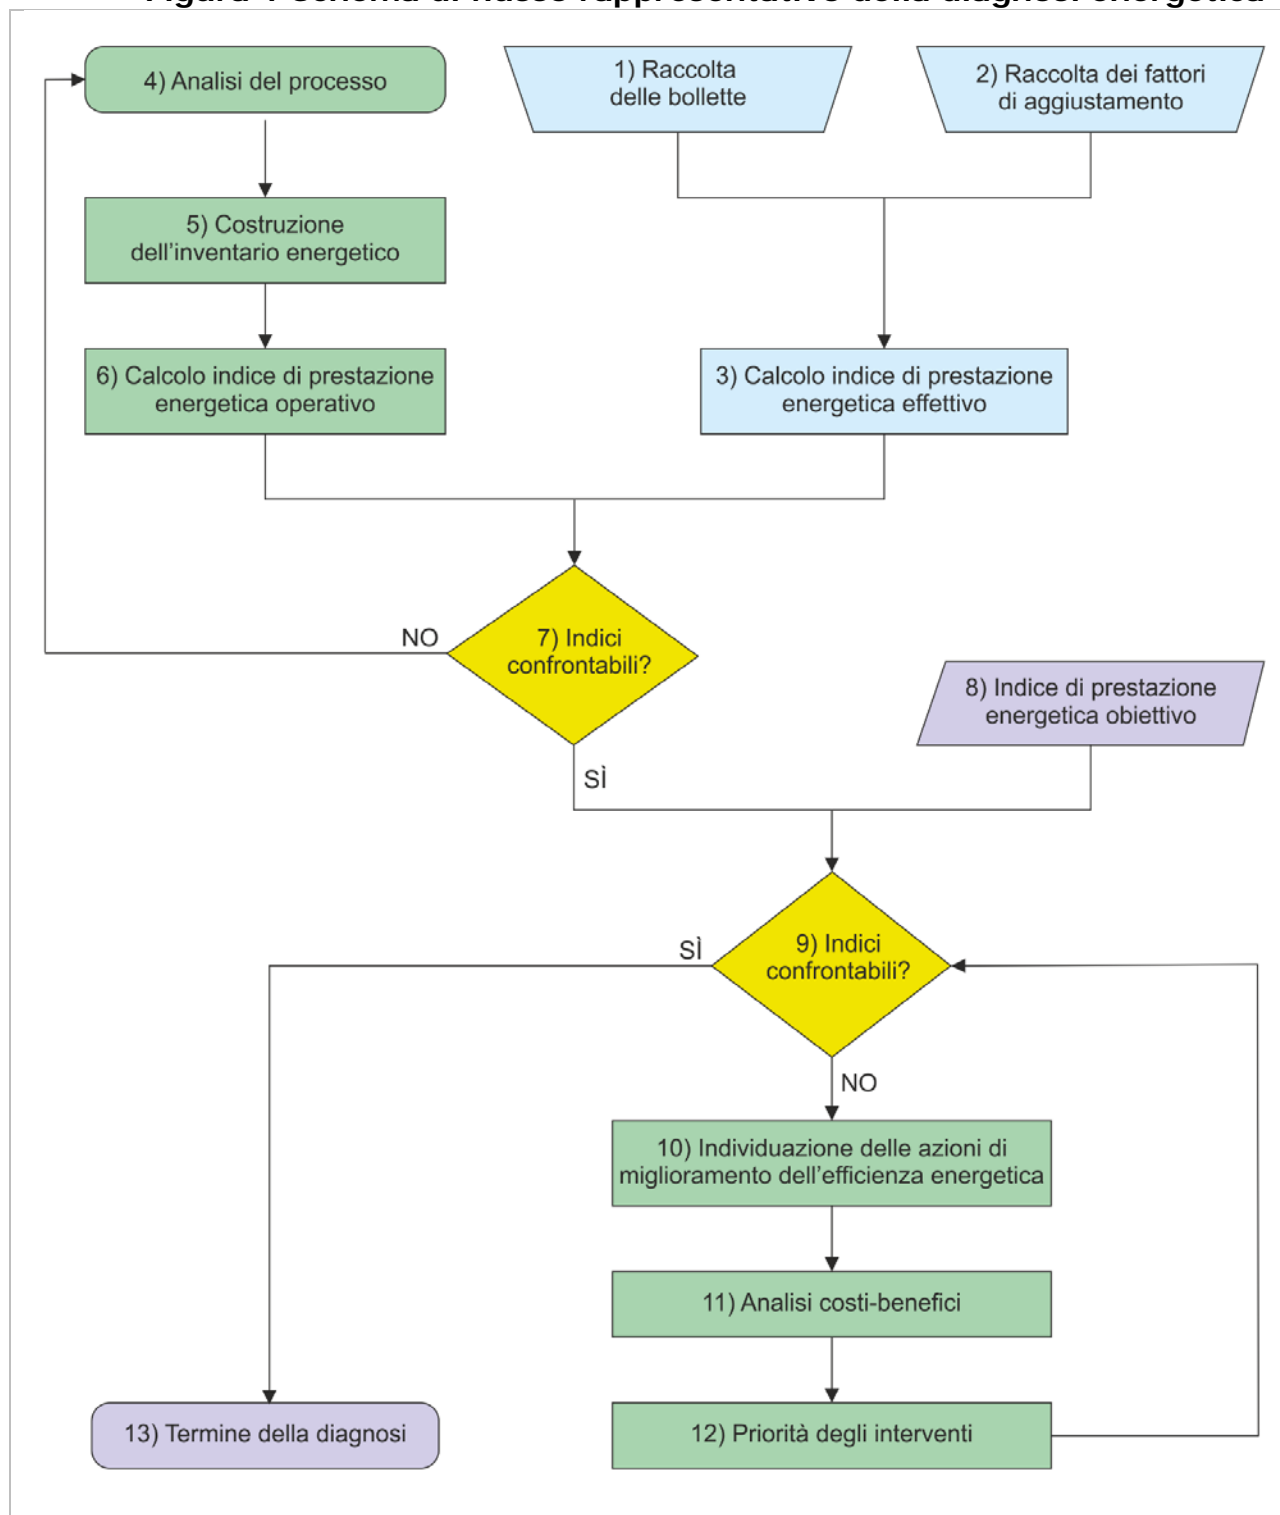 4) Analisi del processo
1) Raccolta
delle bollette
2) Raccolta dei fattori
di aggiustamento
5) Costruzione
dell’inventario energetico
6) Calcolo indice di prestazione
energetica operativo
3) Calcolo indice di prestazione
energetica effettivo
NO
7) Indici
confrontabili?
8) Indice di prestazione
energetica obiettivo
SÌ
SÌ
9) Indici
confrontabili?
NO
10) Individuazione delle azioni di
miglioramento dell’efficienza energetica
11) Analisi costi-benefici
13) Termine della diagnosi
12) Priorità degli interventi